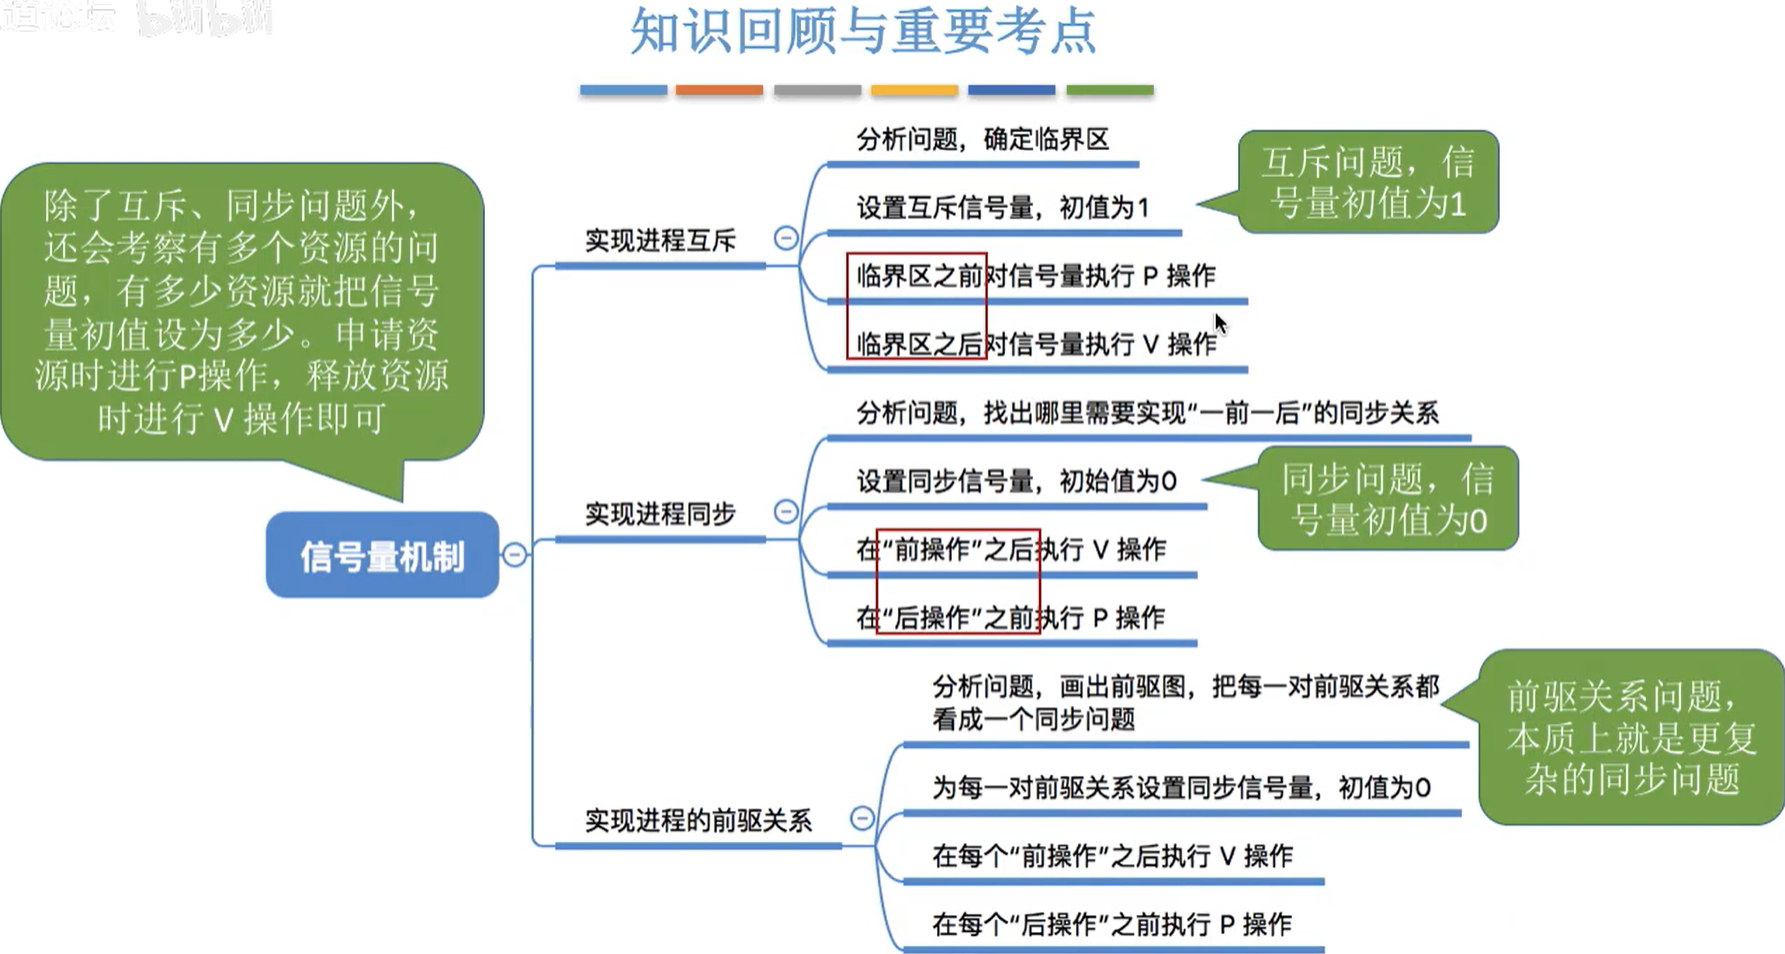 道论坛 bilibili
知识回顾与重要考点
除了互斥、同步问题外，
还会考察有多个资源的问
题，有多少资源就把信号
量初值设为多少。申请资
源时进行P操作，释放资源
时进行 V 操作即可
信号量机制
实现进程互斥
分析问题，确定临界区
设置互斥信号量，初值为1
互斥问题，信
号量初值为1
临界区之前对信号量执行 P 操作
临界区之后对信号量执行 V 操作
实现进程同步
分析问题，找出哪里需要实现“一前一后”的同步关系
设置同步信号量，初始值为0
同步问题，信
号量初值为0
在“前操作”之后执行 V 操作
在“后操作”之前执行 P 操作
实现进程的前驱关系
分析问题，画出前驱图，把每一对前驱关系都
看成一个同步问题
前驱关系问题，
本质上就是更复
杂的同步问题
为每一对前驱关系设置同步信号量，初值为0
在每个“前操作”之后执行 V 操作
在每个“后操作”之前执行 P 操作